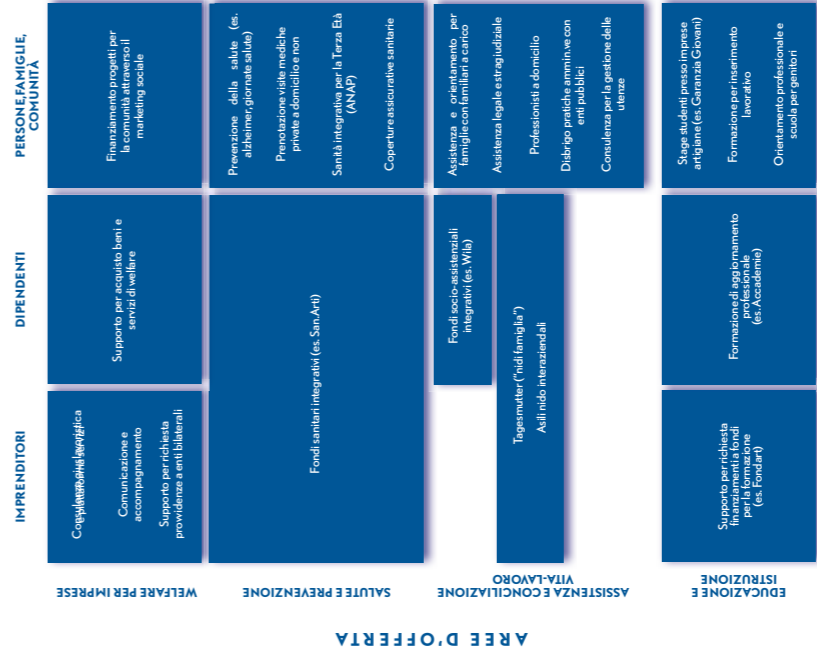 IMPRENDITORI
DIPENDENTI
PERSONE,FAMIGLIE,
COMUNITÀ
AREE D'OFFERTA
WELFARE PER IMPRESE
Consulenza
e piattaforma servizi
Comunicazione e
accompagnamento
Supporto per richiesta
provvidenze a enti bilaterali
Supporto per acquisto beni e
servizi di welfare
Finanziamento progetti per
la comunità attraverso il
marketing sociale
SALUTE E PREVENZIONE
Fondi sanitari integrativi (es. San.Arti)
Prevenzione della salute (es.
alzheimer, giornate salute)
Prenotazione visite mediche
private a domicilio e non
Sanità integrativa per la Terza Età
(ANAP)
Coperture assicurative sanitarie
ASSISTENZA E CONCILIAZIONE
VITA-LAVORO
Fondi socio-assistenziali
integrativi (es. Wila)
Tagesmutter ("nidi famiglia")
Asili nido interaziendali
Assistenza e orientamento per
famiglie con familiari a carico
Assistenza legale e stragiudiziale
Professionisti a domicilio
Disbrigo pratiche ammin.ve con
enti pubblici
Consulenza per la gestione delle
utenze
EDUCAZIONE E
ISTRUZIONE
Supporto per richiesta
finanziamenti a fondi
per la formazione
(es. Fondart)
Formazione di aggiornamento
professionale
(es. Accademie)
Stage studenti presso imprese
artigiane (es. Garanzia Giovani)
Formazione per inserimento
lavorativo
Orientamento professionale e
scuola per genitori